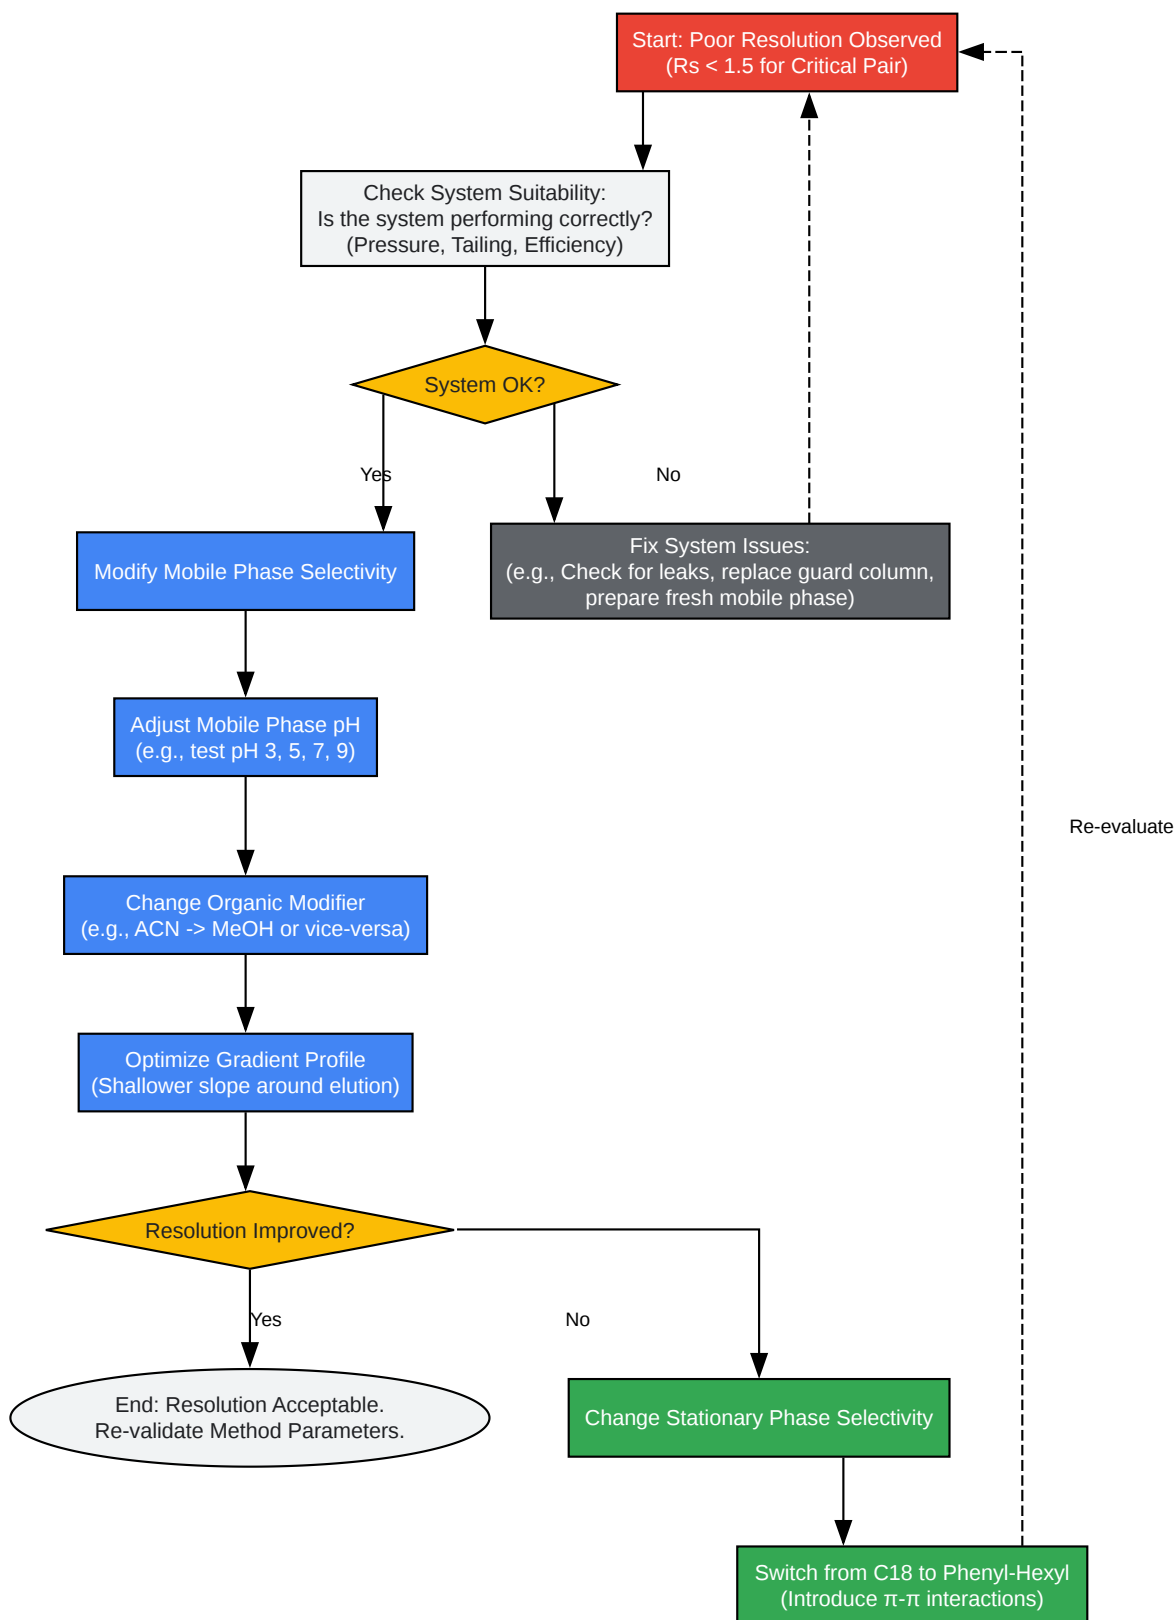 Start: Poor Resolution Observed
(Rs < 1.5 for Critical Pair)
Check System Suitability:
Is the system performing correctly?
(Pressure, Tailing, Efficiency)
System OK?
Yes
No
Modify Mobile Phase Selectivity
Fix System Issues:
(e.g., Check for leaks, replace guard column,
prepare fresh mobile phase)
Adjust Mobile Phase pH
(e.g., test pH 3, 5, 7, 9)
Re-evaluate
Change Organic Modifier
(e.g., ACN -> MeOH or vice-versa)
Optimize Gradient Profile
(Shallower slope around elution)
Resolution Improved?
Yes
No
End: Resolution Acceptable.
Re-validate Method Parameters.
Change Stationary Phase Selectivity
Switch from C18 to Phenyl-Hexyl
(Introduce π-π interactions)